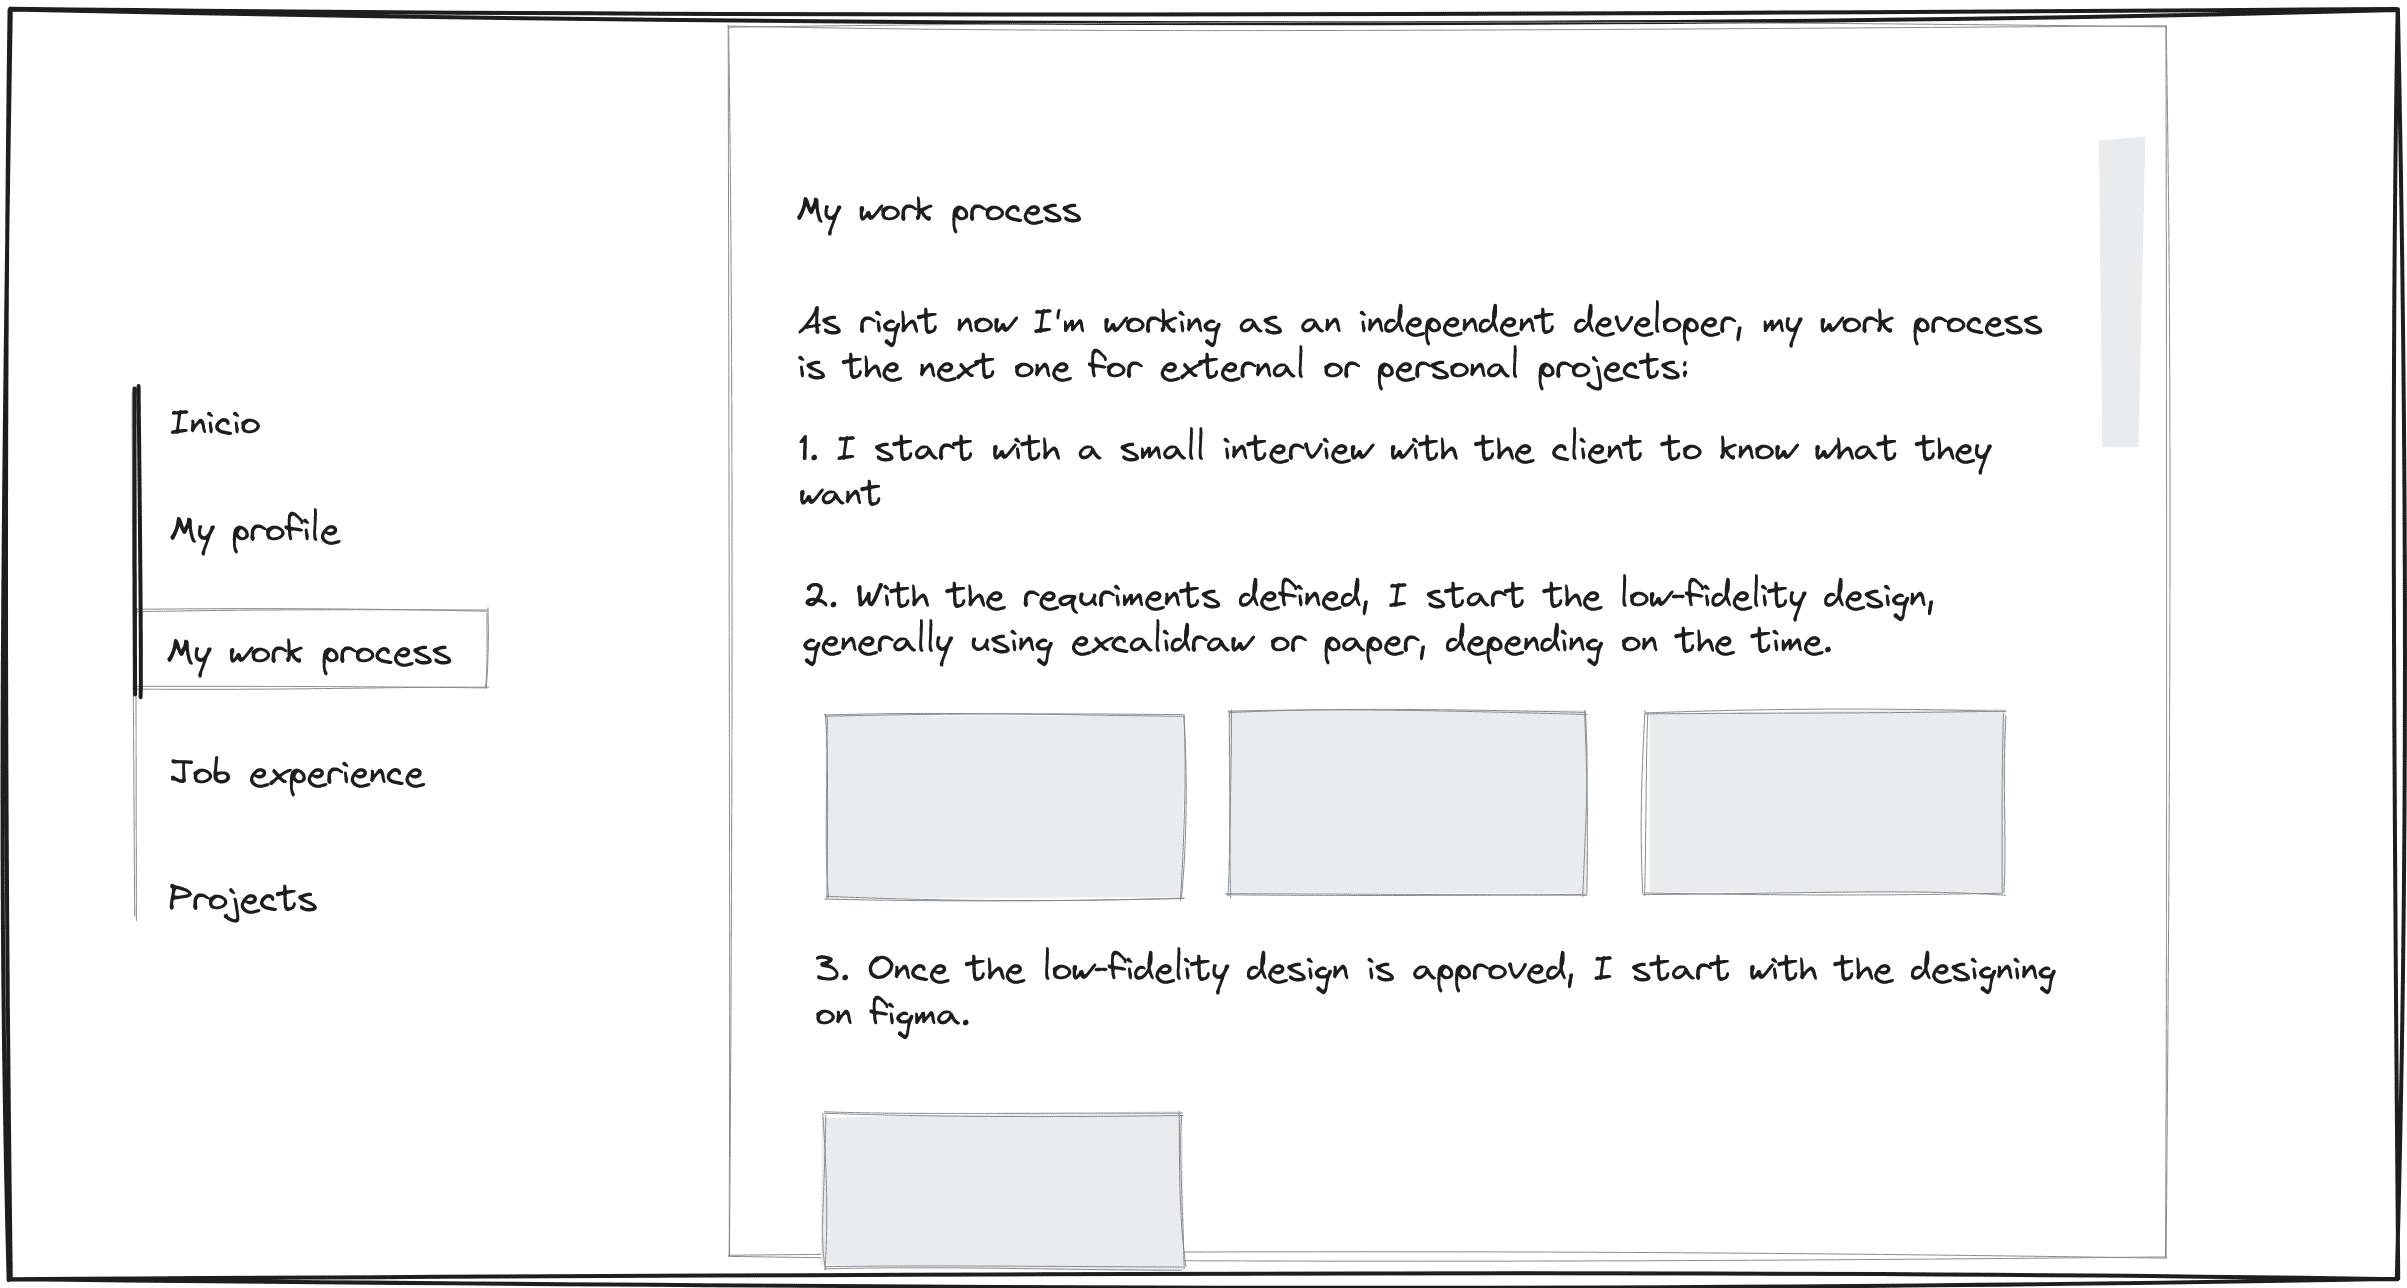 Inicio
My profile
My work process
Job experience
Projects
My work process
As right now I'm working as an independent developer, my work process
is the next one for external or personal projects:
1. I start with a small interview with the client to know what they
want
2. With the requriments defined, I start the low-fidelity design,
generally using excalidraw or paper, depending on the time.
3. Once the low-fidelity design is approved, I start with the designing
on figma.